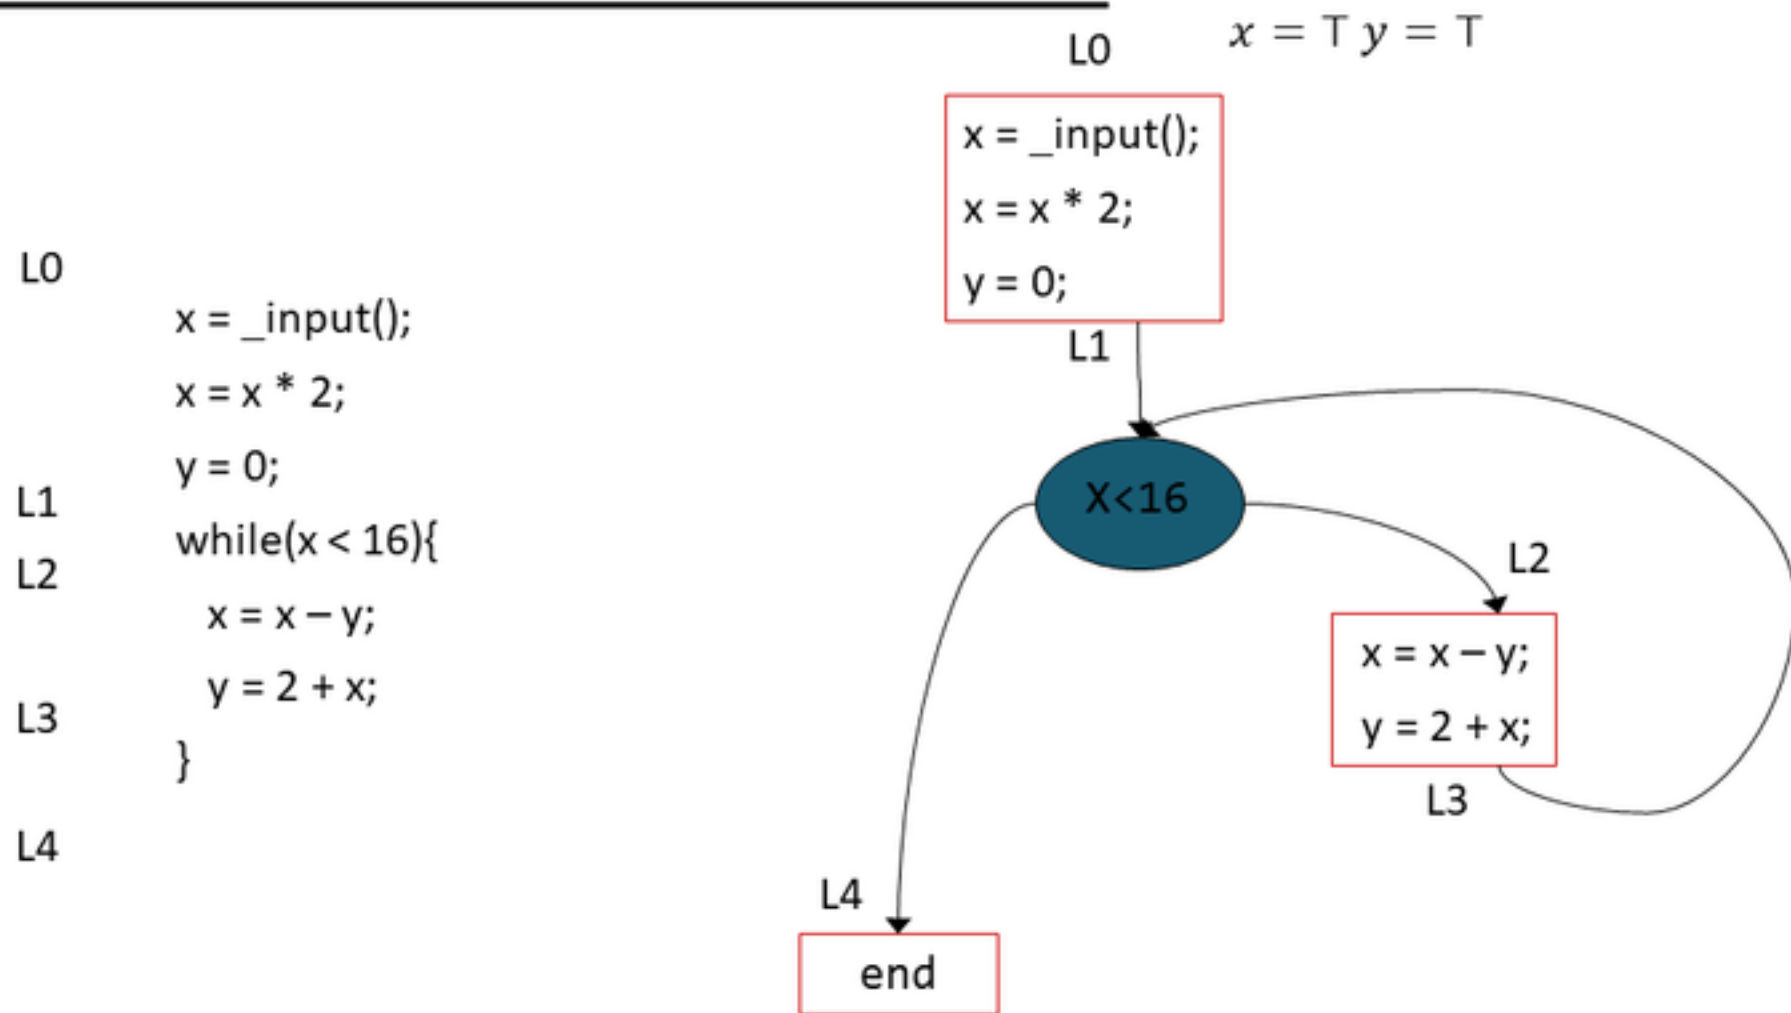 L0
x = _input();
x = x * 2;
y = 0;
L1
while(x < 16){
L2
x = x – y;
y = 2 + x;
L3
}
L4
L0
x = ⊤ y = ⊤
x = _input();
x = x * 2;
y = 0;
L1
X<16
L2
x = x – y;
y = 2 + x;
L3
L4
end